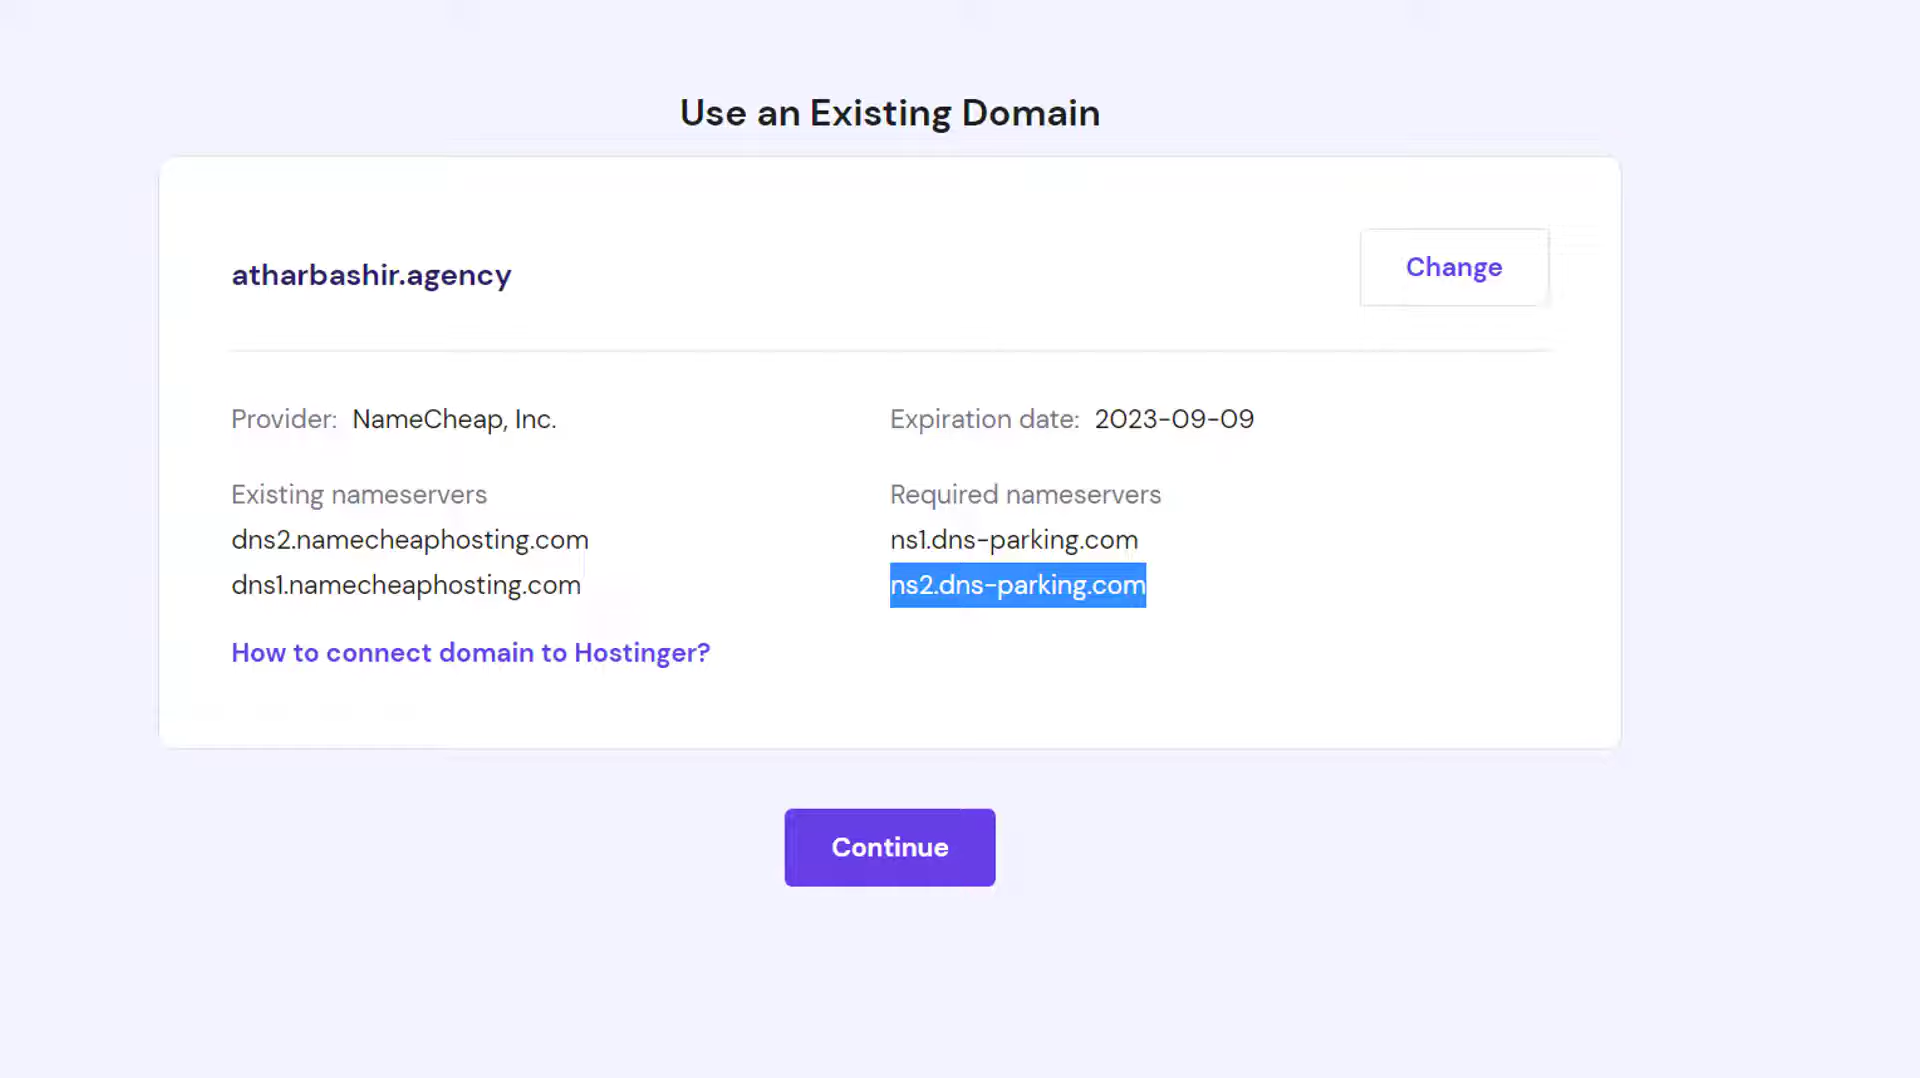 Use an Existing Domain
atharbashir.agency
Change
Provider: NameCheap, Inc.
Expiration date: 2023-09-09
Existing nameservers
dns2.namecheaphosting.com
dns1.namecheaphosting.com
Required nameservers
ns1.dns-parking.com
ns2.dns-parking.com
How to connect domain to Hostinger?
Continue